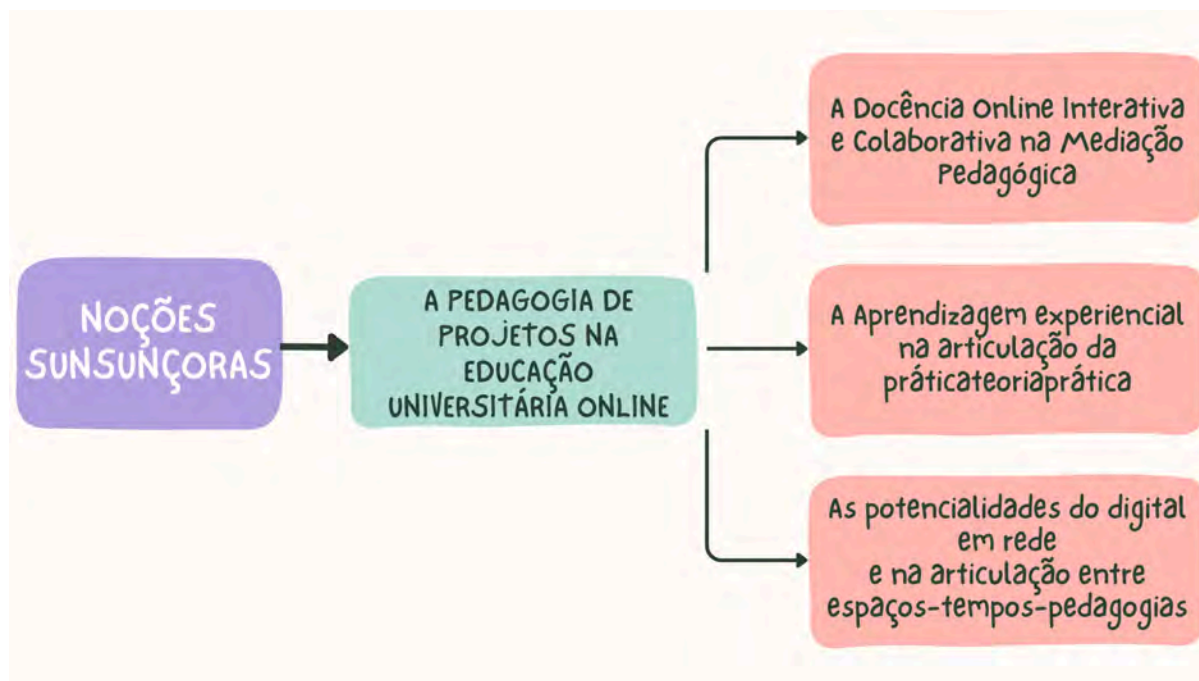 NOÇÕES
SUNSUNÇORAS
A PEDAGOGIA DE
PROJETOS NA
EDUCAÇÃO
UNIVERSITÁRIA ONLINE
A Docência Online Interativa
e Colaborativa na Mediação
Pedagógica
A Aprendizagem experiencial
na articulação da
práticateoriaprática
As potencialidades do digital
em rede
e na articulação entre
espaços-tempos-pedagogias